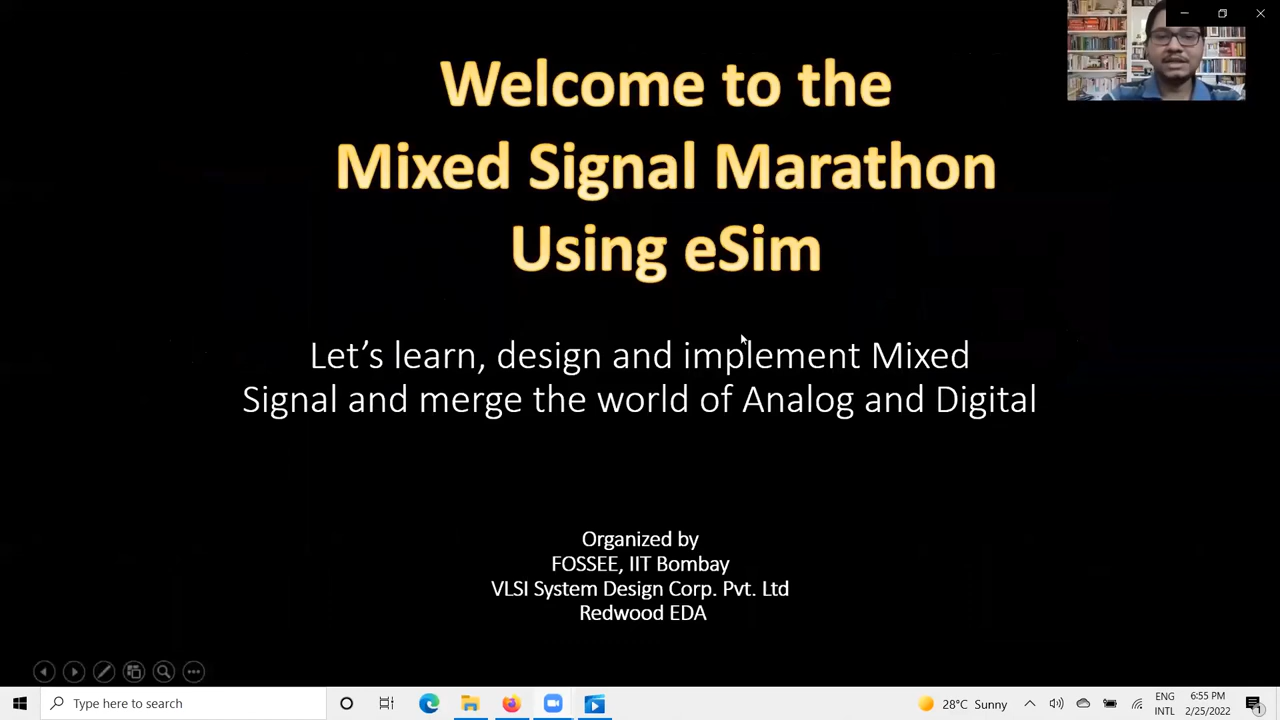 Welcome to the
Mixed Signal Marathon
Using eSim
Let's learn, design and implement Mixed
Signal and merge the world of Analog and Digital
Organized by
FOSSEE, IIT Bombay
VLSI System Design Corp. Pvt. Ltd
Redwood EDA
Type here to search
28°C Sunny
ENG
INTL
6:55 PM
2/25/2022
1